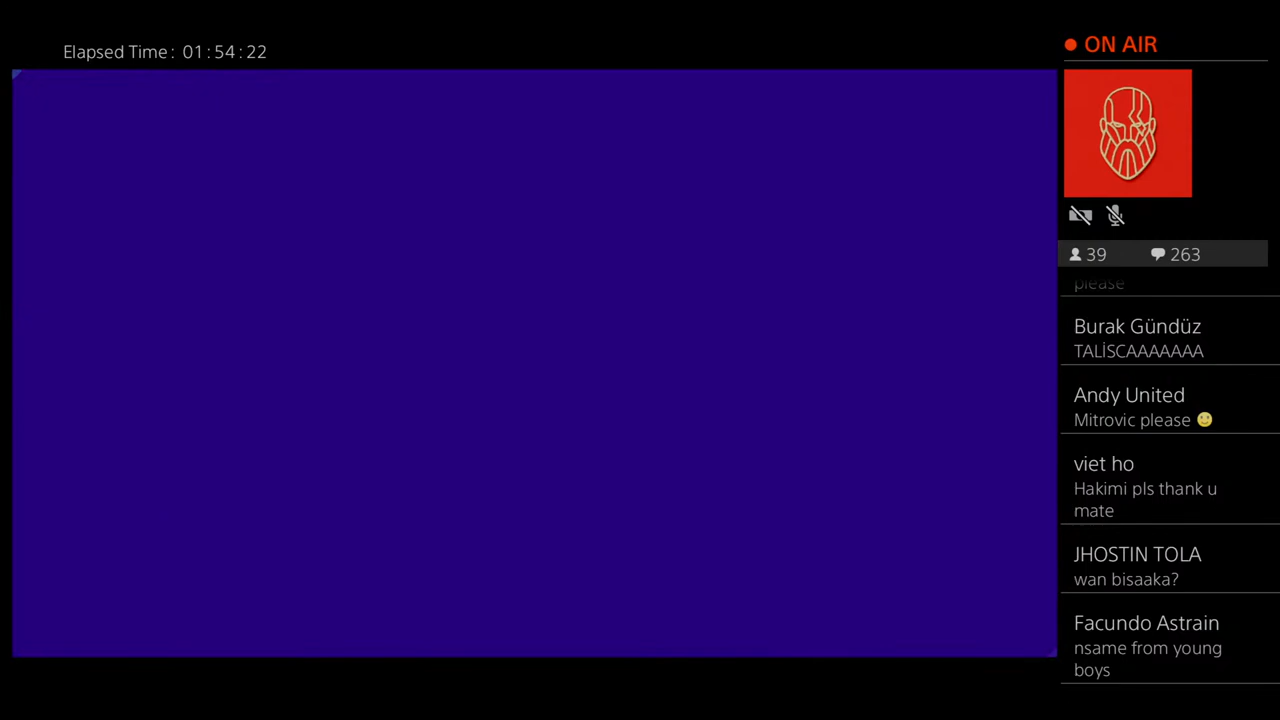 Elapsed Time: 01:54:22
ON AIR
39 263
please
Burak Gündüz
TALİSCAAAAAAA
Andy United
Mitrovic please
viet ho
Hakimi pls thank u
mate
JHOSTIN TOLA
wan bisaaka?
Facundo Astrain
nsame from young
boys